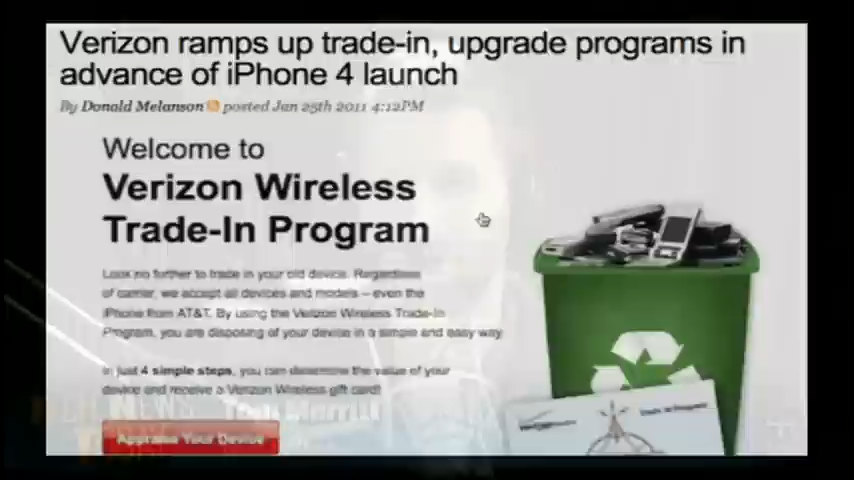 Verizon ramps up trade-in, upgrade programs in
advance of iPhone 4 launch
By Donald Melanson posted Jan 25th 2011 4:12PM
Welcome to
Verizon Wireless
Trade-In Program
Look no further to trade in your old device. Regardless
of carrier, we accept all devices and models – even the
iPhone from AT&T. By using the Verizon Wireless Trade-In
Program, you are disposing of your device in a simple and easy way.
In just 4 simple steps, you can determine the value of your
device and receive a Verizon Wireless gift card!
Appraise Your Device
Trade-In Program